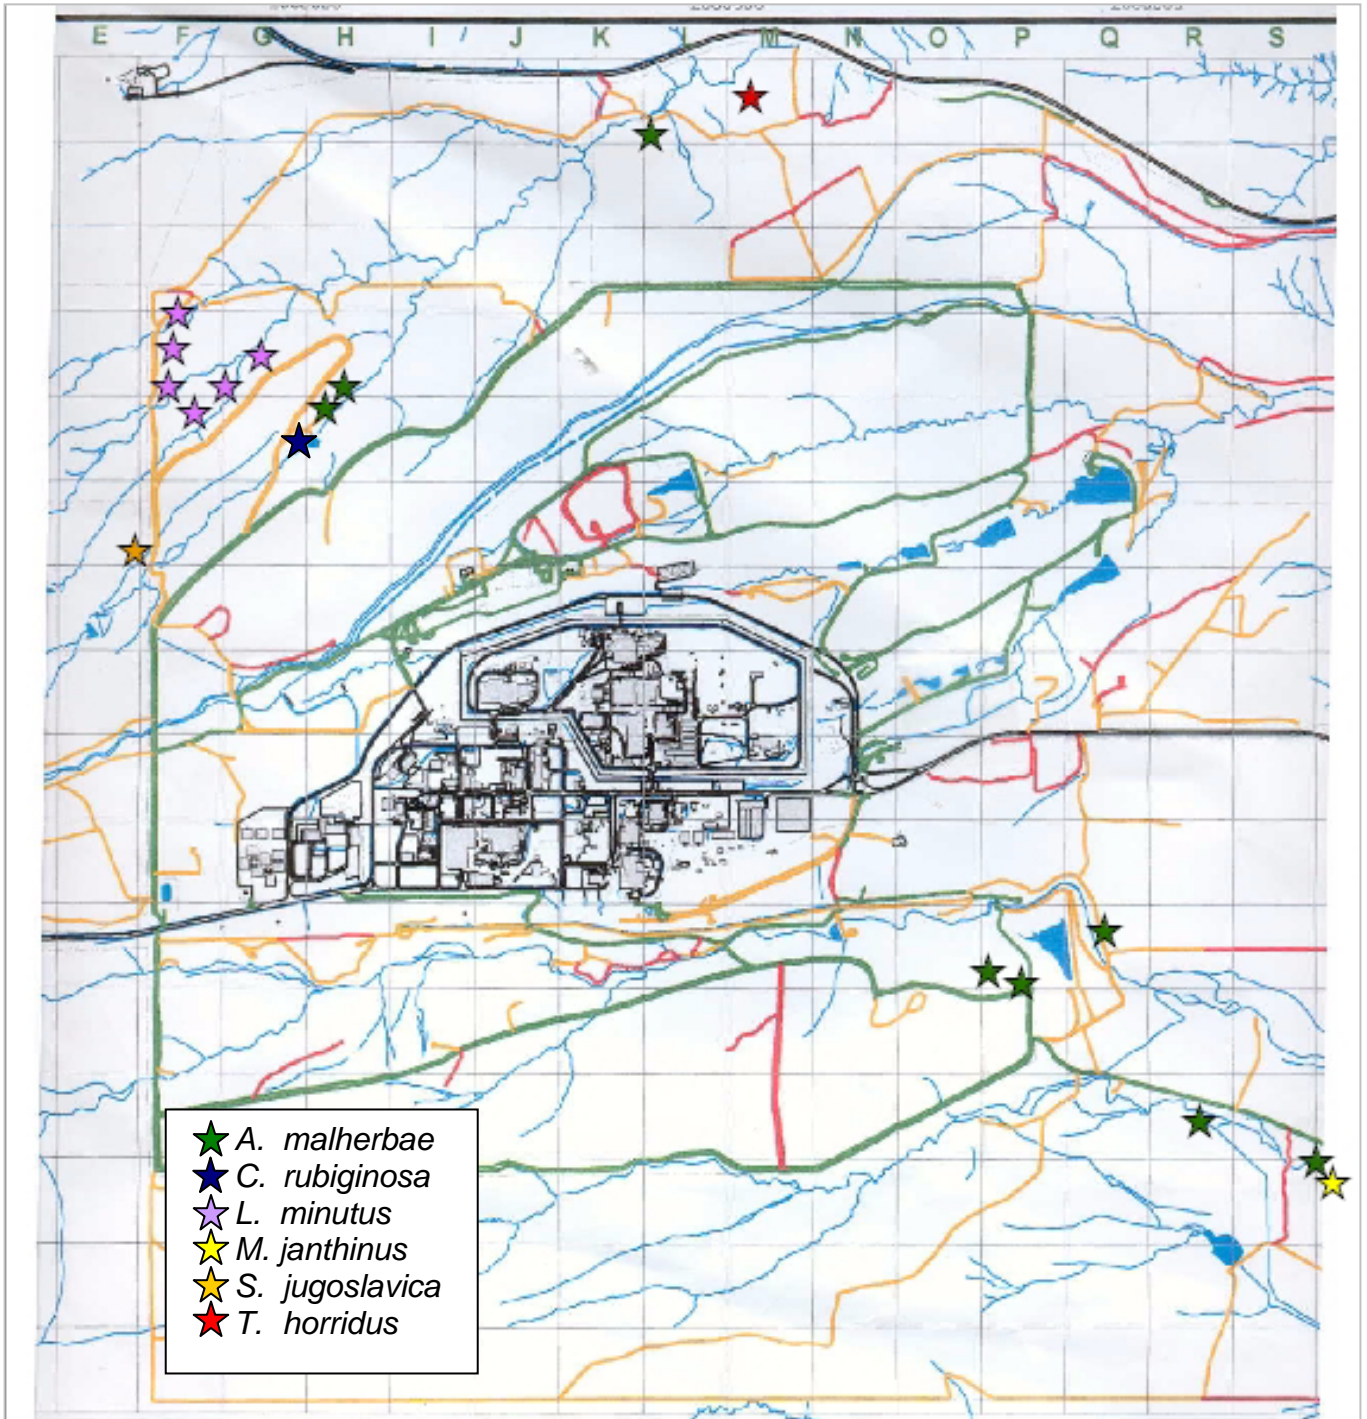 E F G H I J K L M N O P Q R S
A. malherbae
C. rubiginosa
L. minutus
M. janthinus
S. jugoslavica
T. horridus